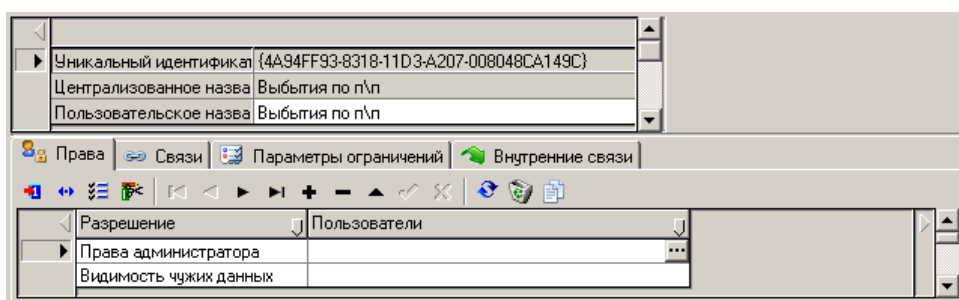 Уникальный идентификат {4A94FF93-8318-11D3-A207-008048CA149C}
Централизованное назва Выбытия по п\п
Пользовательское назва Выбытия по п\п
Права Связи Параметры ограничений Внутренние связи
Разрешение Пользователи
Права администратора
Видимость чужих данных